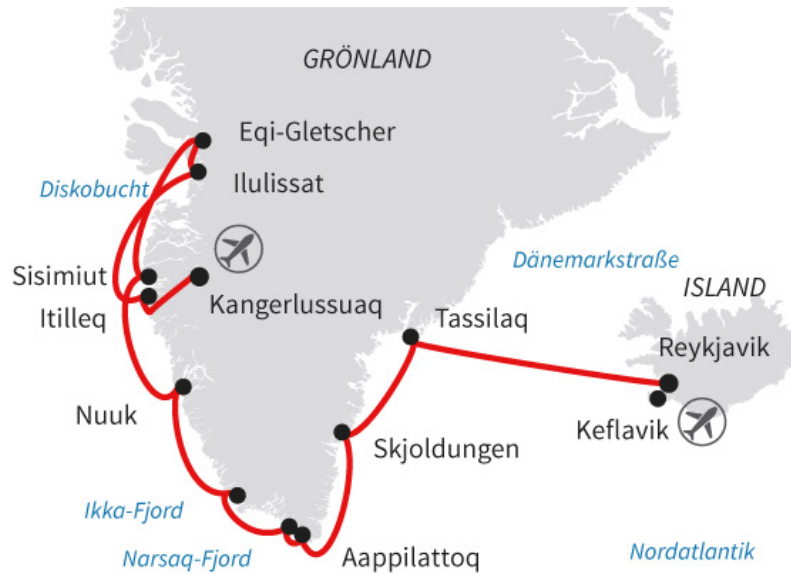 GRÖNLAND
Eqi-Gletscher
Ilulissat
Diskobucht
Dänemarkstraße
Sisimiut
ISLAND
Kangerlussuaq
Itilleq
Tassilaq
Reykjavik
Nuuk
Keflavik
Skjoldungen
Ikka-Fjord
Narsaq-Fjord
Aappilattoq
Nordatlantik